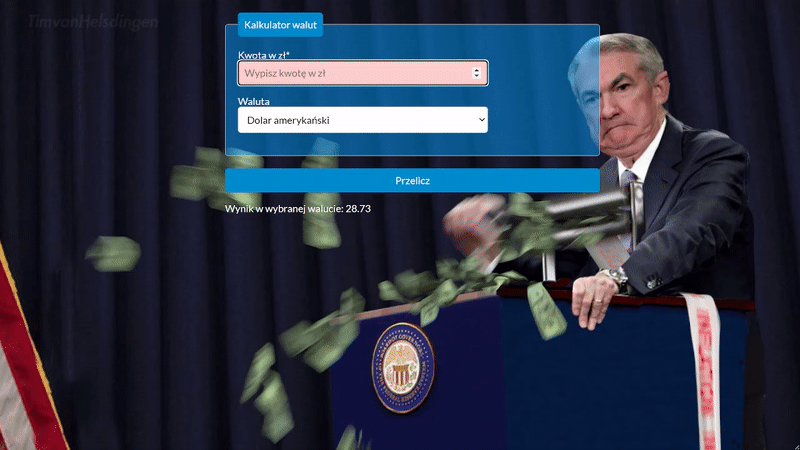 TimvanHelsdingen
Kalkulator walut
Kwota w zł*
Wypisz kwotę w zł
Waluta
Dolar amerykański
Przelicz
Wynik w wybranej walucie: 28.73